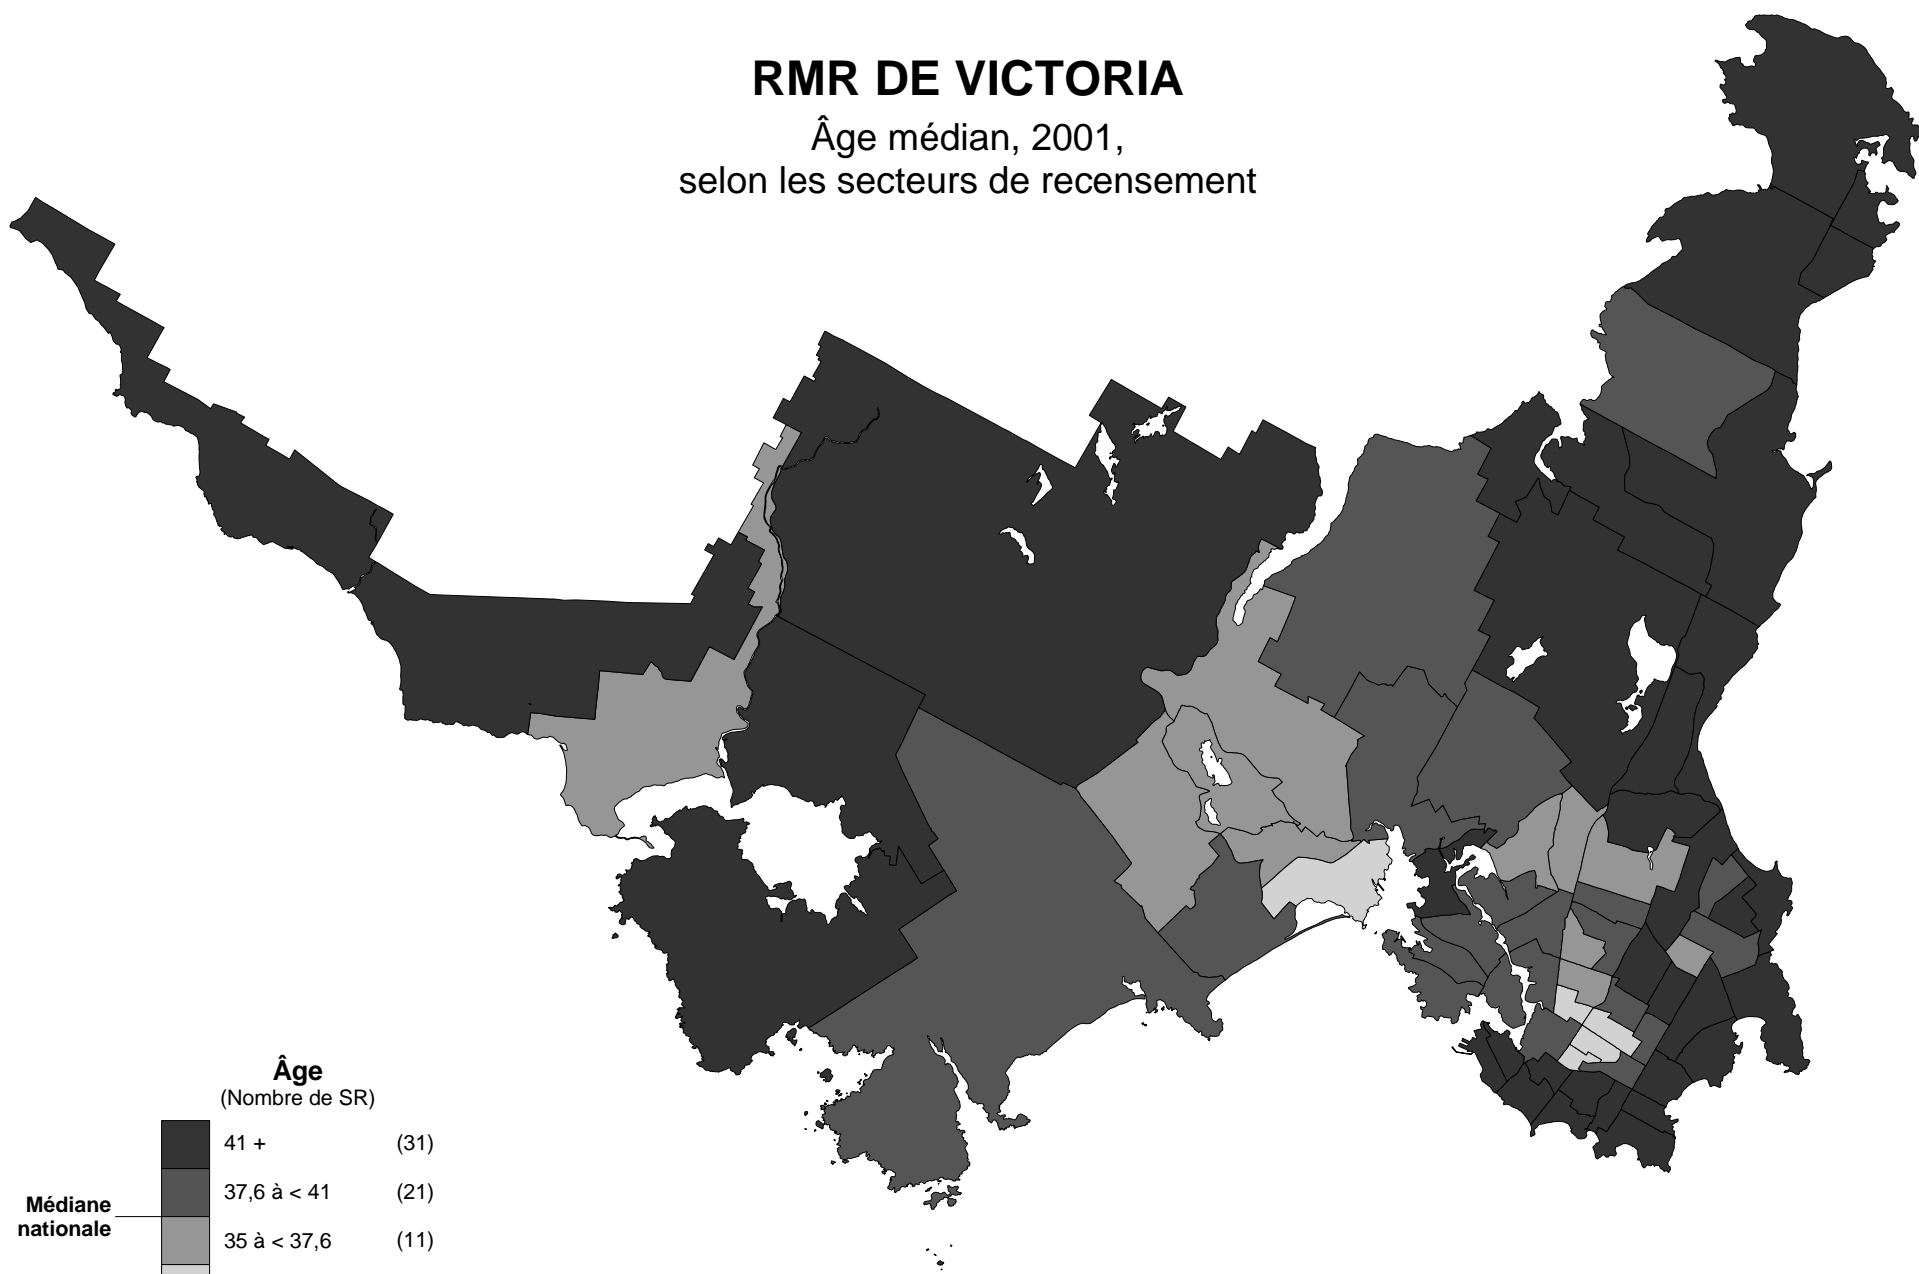 RMR DE VICTORIA
Âge médian, 2001,
selon les secteurs de recensement
Âge
(Nombre de SR)
41 + (31)
37,6 à < 41 (21)
Médiane
nationale
35 à < 37,6 (11)